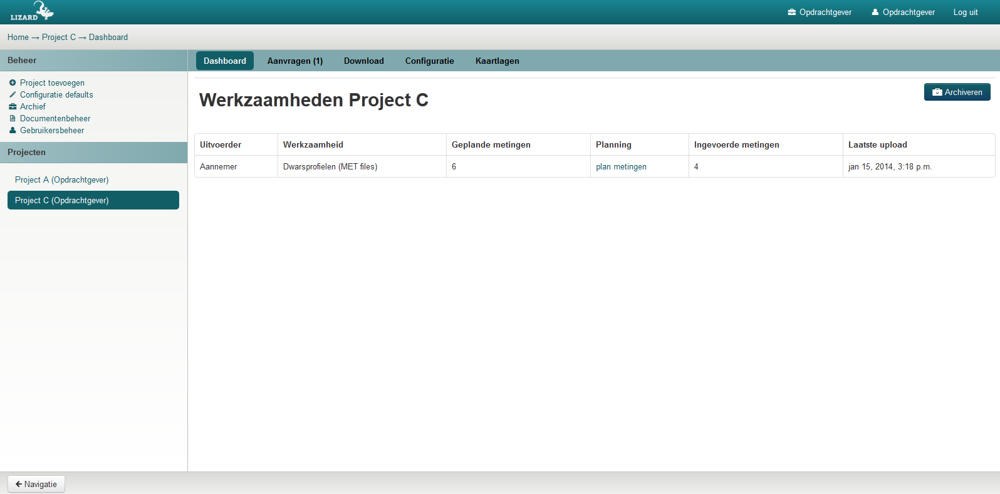 LIZARD
Opdrachtgever Opdrachtgever Log uit
Home → Project C → Dashboard
Beheer
Project toevoegen
Configuratie defaults
Archief
Documentenbeheer
Gebruikersbeheer
Projecten
Project A (Opdrachtgever)
Project C (Opdrachtgever)
Dashboard Aanvragen (1) Download Configuratie Kaartlagen
Werkzaamheden Project C
Archiveren
Uitvoerder Werkzaamheid Geplande metingen Planning Ingevoerde metingen Laatste upload
Aannemer Dwarsprofielen (MET files) 6 plan metingen 4 jan 15, 2014, 3:18 p.m.
Navigatie